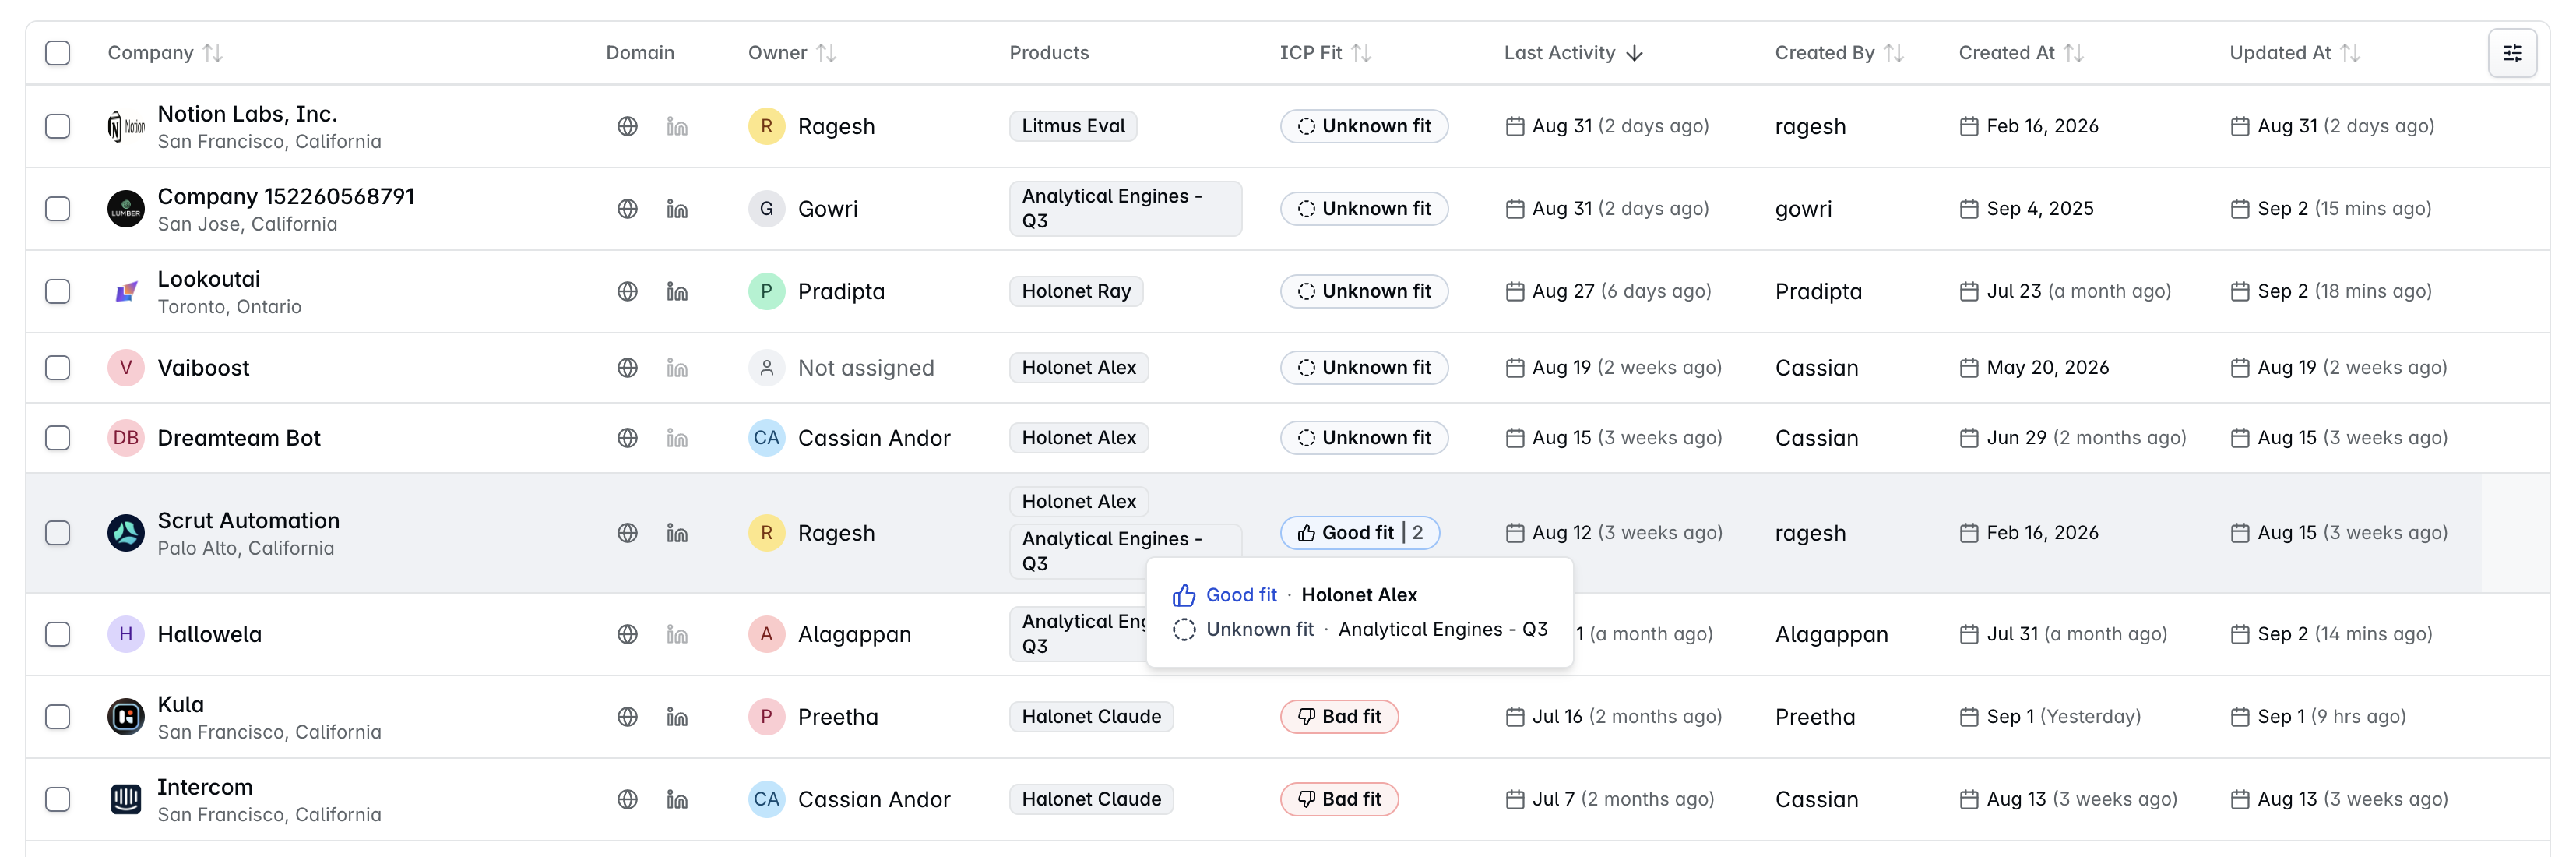 Company Domain Owner Products ICP Fit Last Activity Created By Created At Updated At
Notion Notion Labs, Inc. R Ragesh Litmus Eval Unknown fit Aug 31 (2 days ago) ragesh Feb 16, 2026 Aug 31 (2 days ago)
San Francisco, California
LUMBER Company 152260568791 G Gowri Analytical Engines - Unknown fit Aug 31 (2 days ago) gowri Sep 4, 2025 Sep 2 (15 mins ago)
San Jose, California Q3
Lookoutai P Pradipta Holonet Ray Unknown fit Aug 27 (6 days ago) Pradipta Jul 23 (a month ago) Sep 2 (18 mins ago)
Toronto, Ontario
V Vaiboost Not assigned Holonet Alex Unknown fit Aug 19 (2 weeks ago) Cassian May 20, 2026 Aug 19 (2 weeks ago)
DB Dreamteam Bot CA Cassian Andor Holonet Alex Unknown fit Aug 15 (3 weeks ago) Cassian Jun 29 (2 months ago) Aug 15 (3 weeks ago)
Holonet Alex
Scrut Automation R Ragesh Analytical Engines - Good fit | 2 Aug 12 (3 weeks ago) ragesh Feb 16, 2026 Aug 15 (3 weeks ago)
Palo Alto, California Q3
Good fit · Holonet Alex
Unknown fit · Analytical Engines - Q3
H Hallowela A Alagappan Analytical (a month ago) Alagappan Jul 31 (a month ago) Sep 2 (14 mins ago)
Q3
Kula P Preetha Halonet Claude Bad fit Jul 16 (2 months ago) Preetha Sep 1 (Yesterday) Sep 1 (9 hrs ago)
San Francisco, California
Intercom CA Cassian Andor Halonet Claude Bad fit Jul 7 (2 months ago) Cassian Aug 13 (3 weeks ago) Aug 13 (3 weeks ago)
San Francisco, California